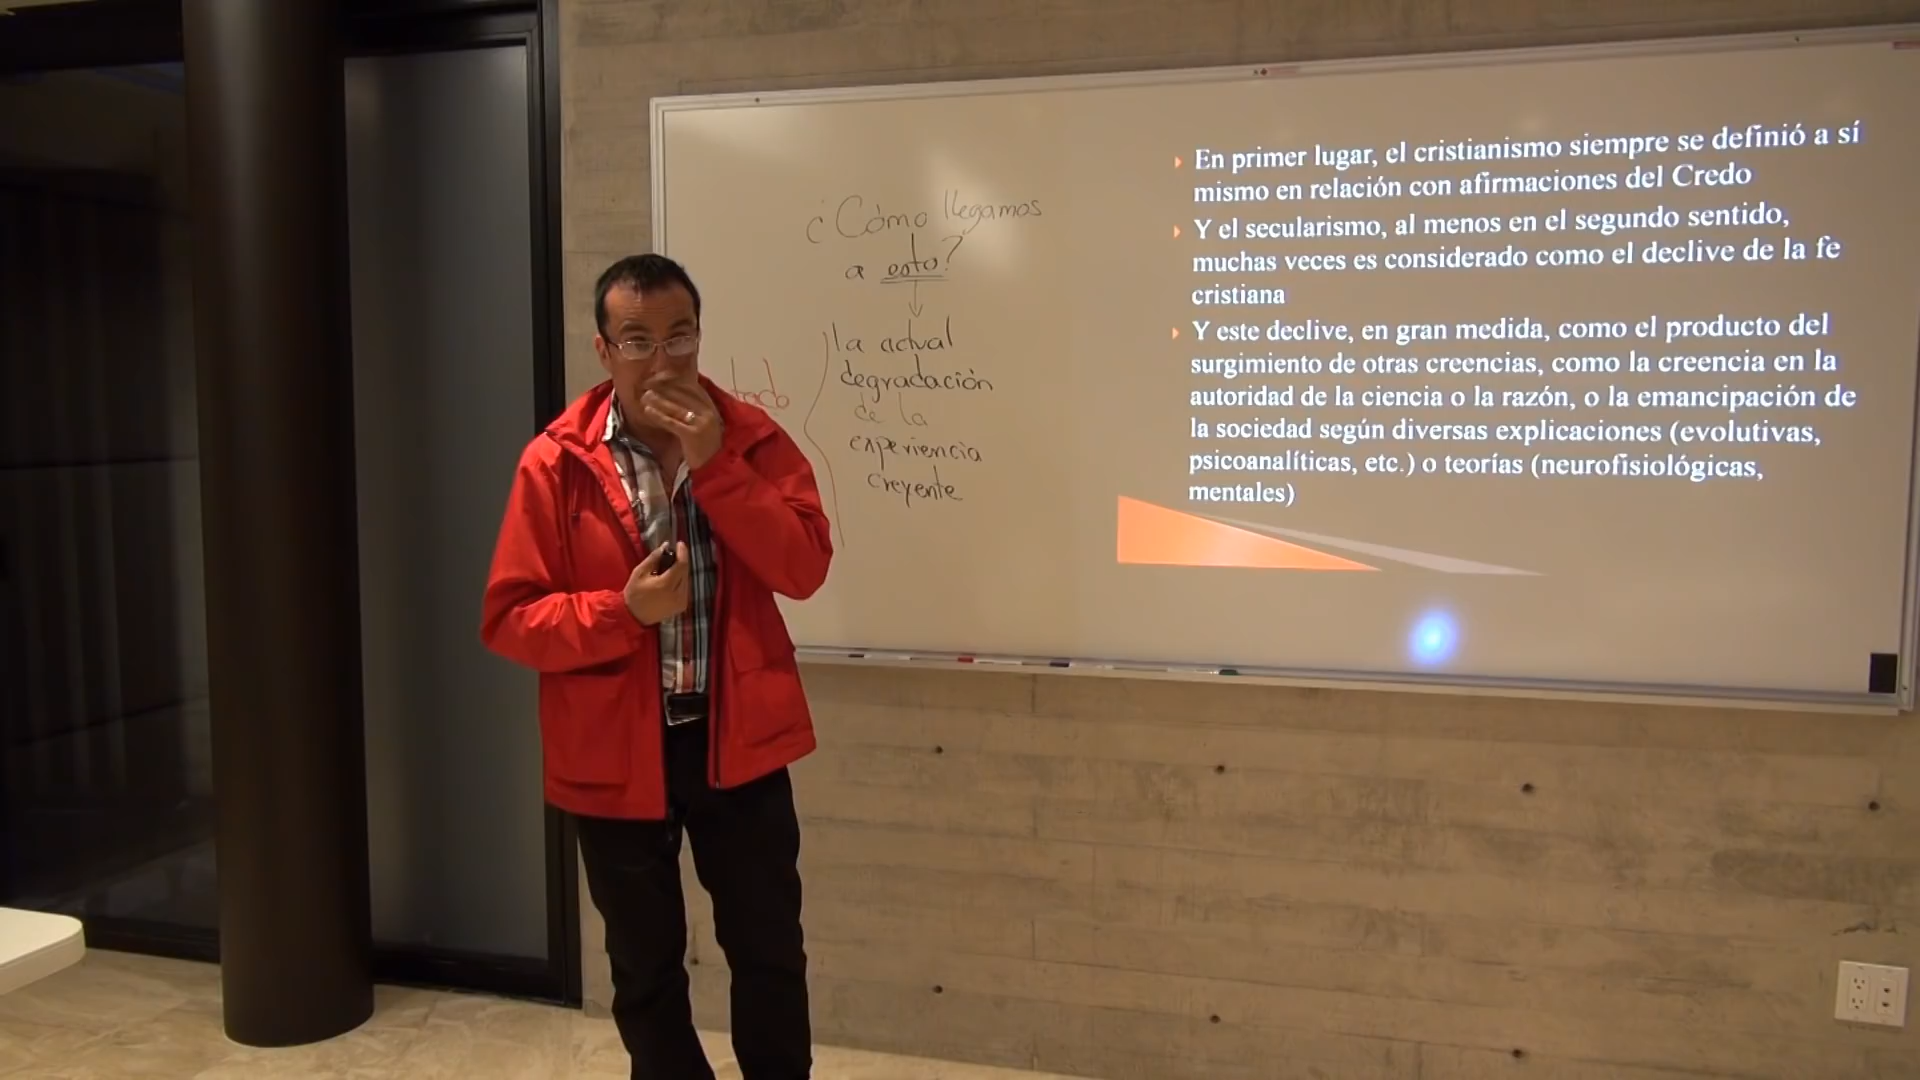 ¿Cómo llegamos
a esto?
la actual
degradación
de la
experiencia
creyente
En primer lugar, el cristianismo siempre se definió a sí
mismo en relación con afirmaciones del Credo
Y el secularismo, al menos en el segundo sentido,
muchas veces es considerado como el declive de la fe
cristiana
Y este declive, en gran medida, como el producto del
surgimiento de otras creencias, como la creencia en la
autoridad de la ciencia o la razón, o la emancipación de
la sociedad según diversas explicaciones (evolutivas,
psicoanalíticas, etc.) o teorías (neurofisiológicas,
mentales)